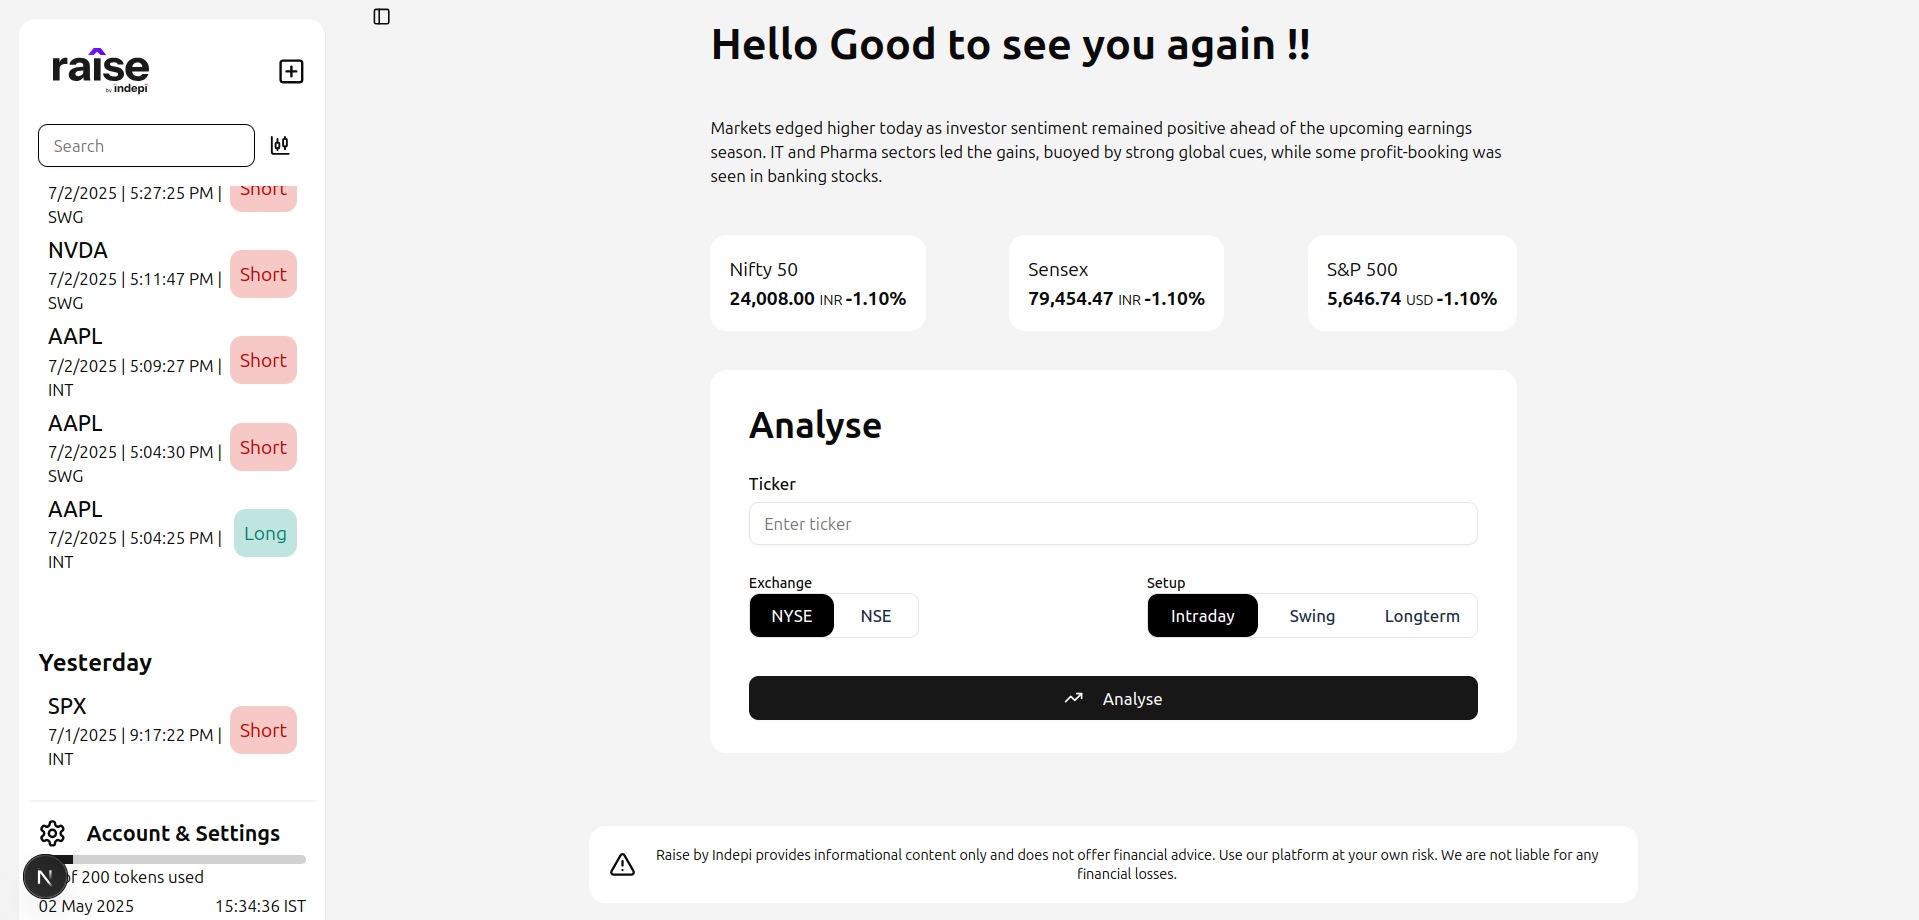 raise
by indepi
Search
7/2/2025 | 5:27:25 PM |
Short
SWG
NVDA
7/2/2025 | 5:11:47 PM |
SWG
Short
AAPL
7/2/2025 | 5:09:27 PM |
INT
Short
AAPL
7/2/2025 | 5:04:30 PM |
SWG
Short
AAPL
7/2/2025 | 5:04:25 PM |
INT
Long
Yesterday
SPX
7/1/2025 | 9:17:22 PM |
INT
Short
Account & Settings
N
of 200 tokens used
02 May 2025
15:34:36 IST
Hello Good to see you again !!
Markets edged higher today as investor sentiment remained positive ahead of the upcoming earnings
season. IT and Pharma sectors led the gains, buoyed by strong global cues, while some profit-booking was
seen in banking stocks.
Nifty 50
24,008.00 INR -1.10%
Sensex
79,454.47 INR -1.10%
S&P 500
5,646.74 USD -1.10%
Analyse
Ticker
Enter ticker
Exchange
NYSE
NSE
Setup
Intraday
Swing
Longterm
Analyse
Raise by Indepi provides informational content only and does not offer financial advice. Use our platform at your own risk. We are not liable for any
financial losses.